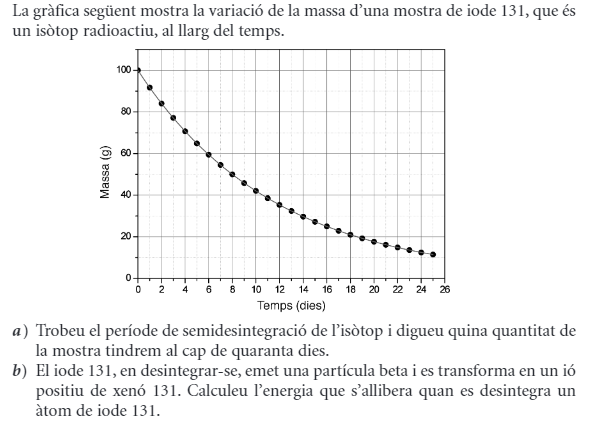 La gràfica següent mostra la variació de la massa d'una mostra de iode 131, que és
un isòtop radioactiu, al llarg del temps.
100
80
60
40
20
0
Massa (g)
0 2 4 6 8 10 12 14 16 18 20 22 24 26
Temps (dies)
a) Trobeu el període de semidesintegració de l'isòtop i digueu quina quantitat de
la mostra tindrem al cap de quaranta dies.
b) El iode 131, en desintegrar-se, emet una partícula beta i es transforma en un ió
positiu de xenó 131. Calculeu l'energia que s'allibera quan es desintegra un
àtom de iode 131.